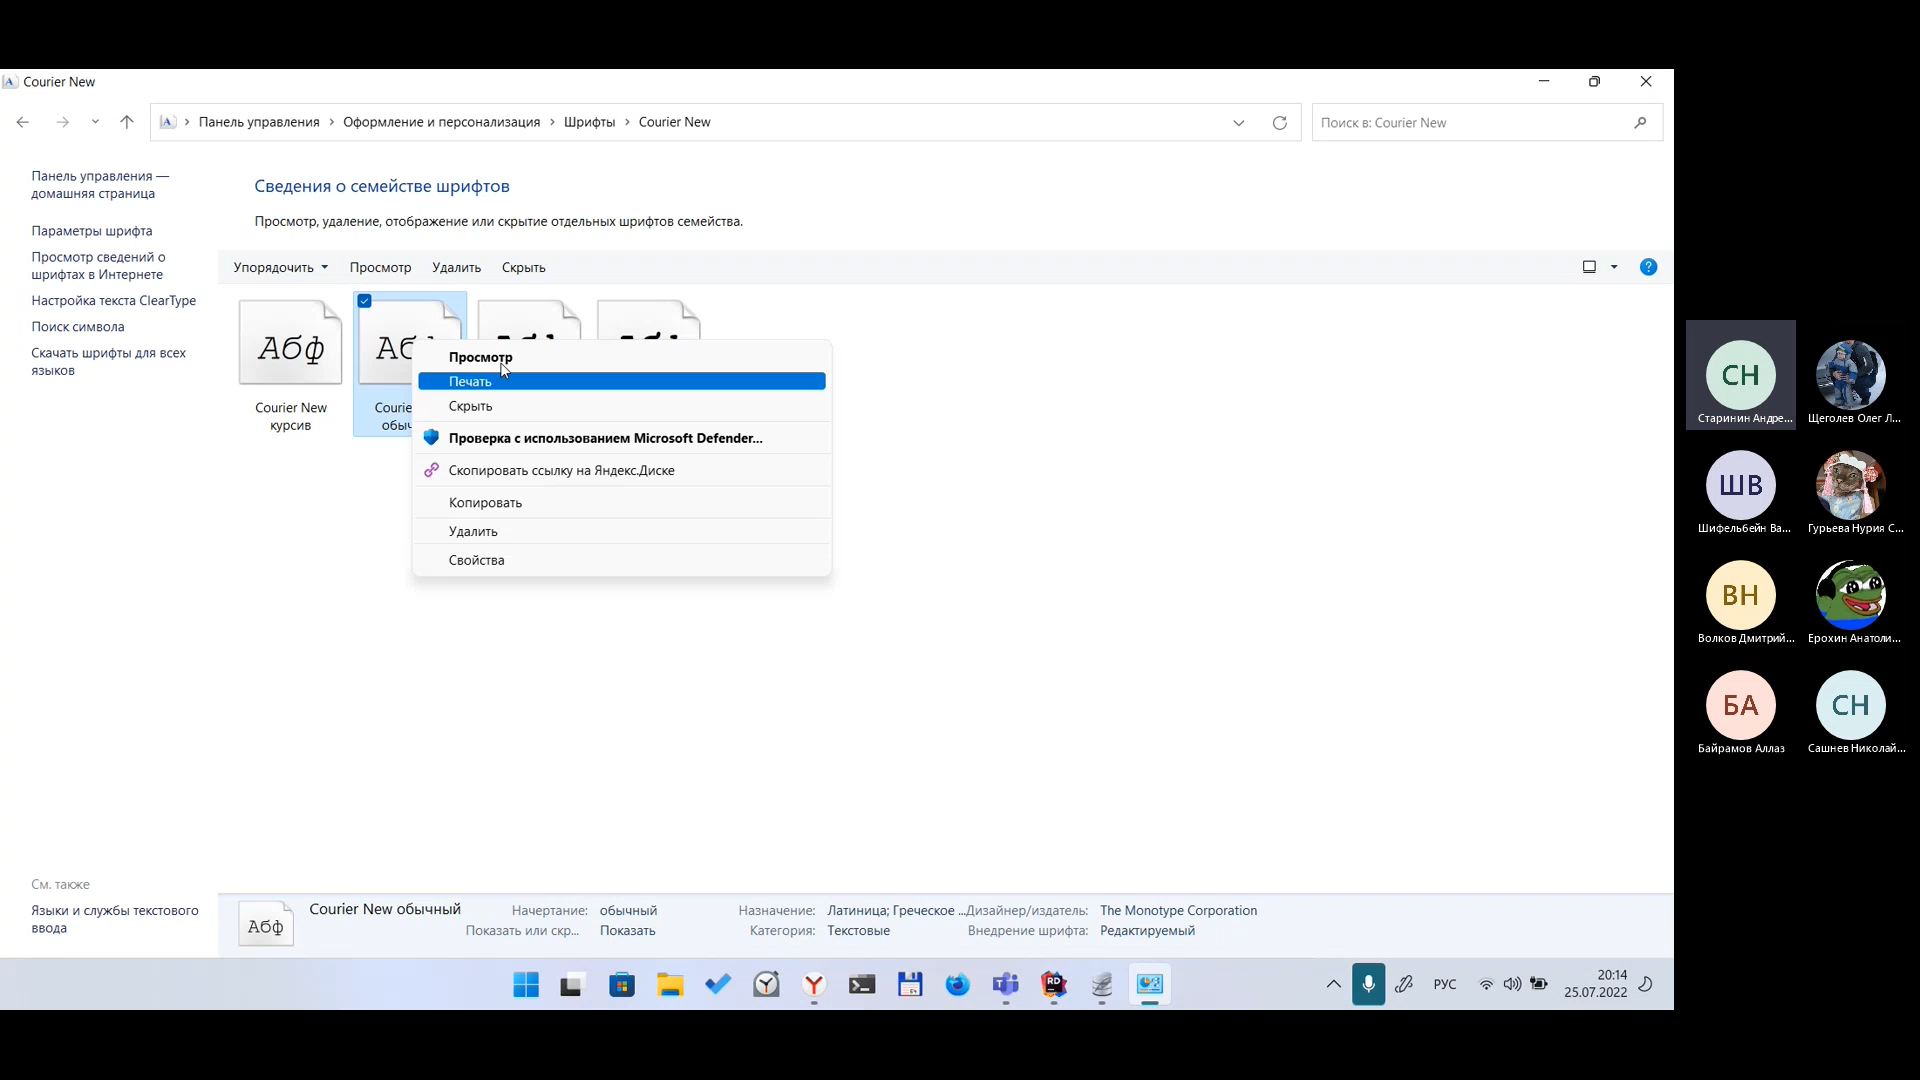 Courier New
Панель управления > Оформление и персонализация > Шрифты > Courier New
Поиск в: Courier New
Панель управления —
домашняя страница
Параметры шрифта
Просмотр сведений о
шрифтах в Интернете
Настройка текста ClearType
Поиск символа
Скачать шрифты для всех
языков
См. также
Языки и службы текстового
ввода
Сведения о семействе шрифтов
Просмотр, удаление, отображение или скрытие отдельных шрифтов семейства.
Упорядочить Просмотр Удалить Скрыть
Абф
Courier New
курсив
Просмотр
Печать
Скрыть
Проверка с использованием Microsoft Defender...
Скопировать ссылку на Яндекс.Диске
Копировать
Удалить
Свойства
Абф
Courier New обычный
Начертание: обычный
Показать или скр... Показать
Назначение: Латиница; Греческое ...
Категория: Текстовые
Дизайнер/издатель: The Monotype Corporation
Внедрение шрифта: Редактируемый
РУС
20:14
25.07.2022
СН
Старинин Андре...
Щеголев Олег Л...
ШВ
Шифельбейн Ва...
Гурьева Нурия С...
ВН
Волков Дмитрий...
Ерохин Анатоли...
БА
Байрамов Аллаз
СН
Сашнев Николай...